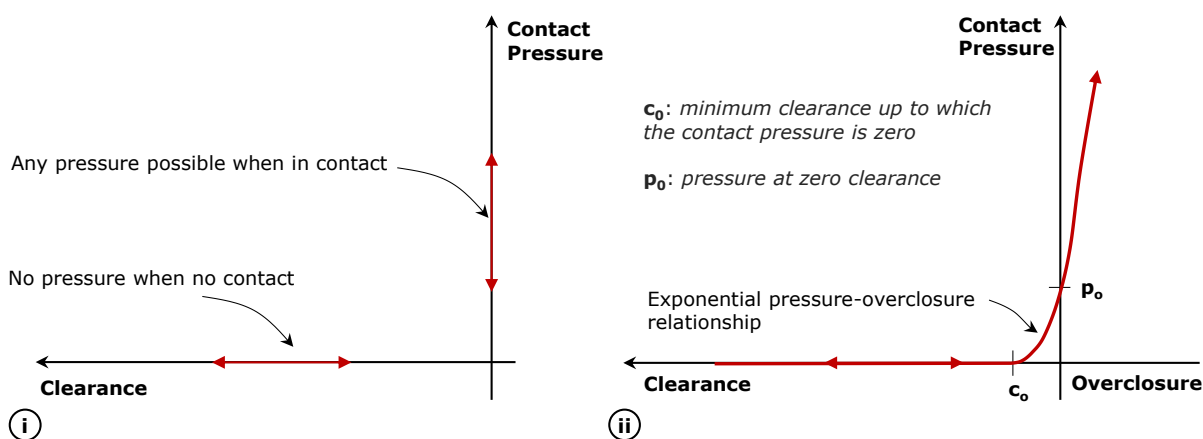 Contact
Pressure
Any pressure possible when in contact
No pressure when no contact
Clearance
i
Contact
Pressure
c₀: minimum clearance up to which
the contact pressure is zero
p₀: pressure at zero clearance
Exponential pressure-overclosure
relationship
pₒ
Clearance
cₒ
Overclosure
ii